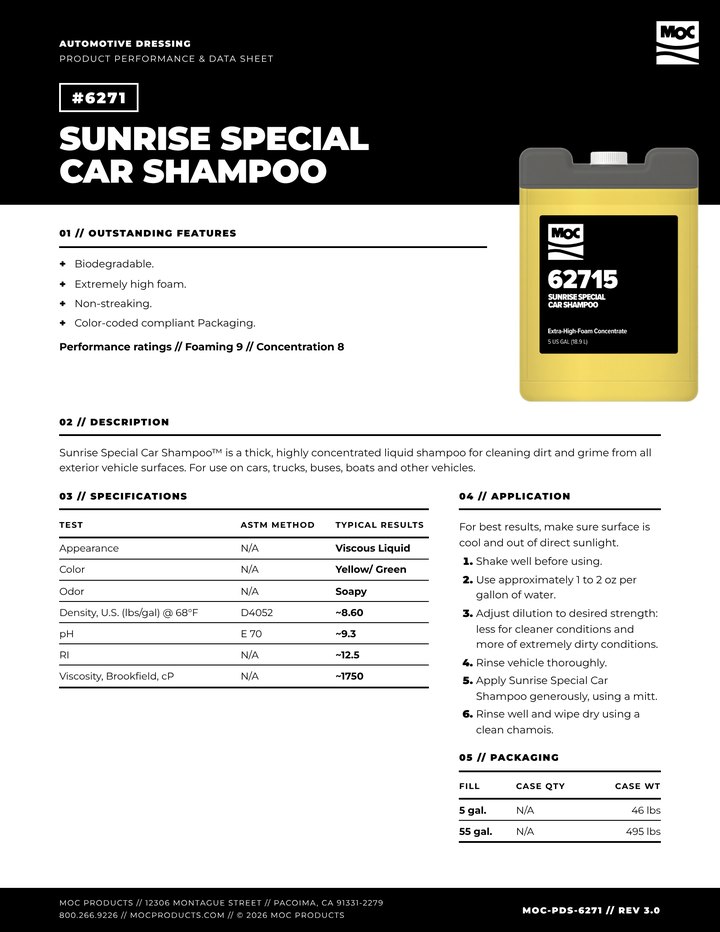 AUTOMOTIVE DRESSING
PRODUCT PERFORMANCE & DATA SHEET
MOC
#6271
SUNRISE SPECIAL
CAR SHAMPOO
01 // OUTSTANDING FEATURES
+ Biodegradable.
+ Extremely high foam.
+ Non-streaking.
+ Color-coded compliant Packaging.
Performance ratings // Foaming 9 // Concentration 8
MOC
62715
SUNRISE SPECIAL
CAR SHAMPOO
Extra-High-Foam Concentrate
5 US GAL (18.9 L)
02 // DESCRIPTION
Sunrise Special Car Shampoo™ is a thick, highly concentrated liquid shampoo for cleaning dirt and grime from all
exterior vehicle surfaces. For use on cars, trucks, buses, boats and other vehicles.
03 // SPECIFICATIONS
TEST ASTM METHOD TYPICAL RESULTS
Appearance N/A Viscous Liquid
Color N/A Yellow/ Green
Odor N/A Soapy
Density, U.S. (lbs/gal) @ 68°F D4052 ~8.60
pH E 70 ~9.3
RI N/A ~12.5
Viscosity, Brookfield, cP N/A ~1750
04 // APPLICATION
For best results, make sure surface is
cool and out of direct sunlight.
1. Shake well before using.
2. Use approximately 1 to 2 oz per
gallon of water.
3. Adjust dilution to desired strength:
less for cleaner conditions and
more of extremely dirty conditions.
4. Rinse vehicle thoroughly.
5. Apply Sunrise Special Car
Shampoo generously, using a mitt.
6. Rinse well and wipe dry using a
clean chamois.
05 // PACKAGING
FILL CASE QTY CASE WT
5 gal. N/A 46 lbs
55 gal. N/A 495 lbs
MOC PRODUCTS // 12306 MONTAGUE STREET // PACOIMA, CA 91331-2279
800.266.9226 // MOCPRODUCTS.COM // © 2026 MOC PRODUCTS
MOC-PDS-6271 // REV 3.0